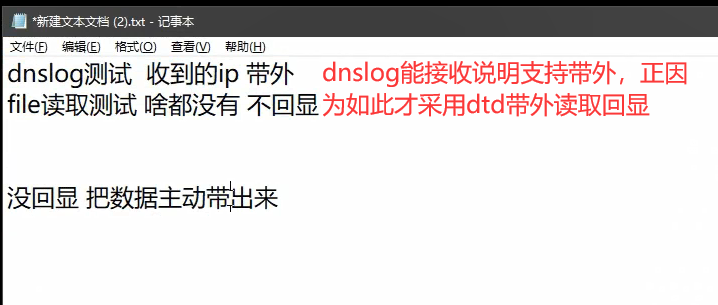 *新建文本文档 (2).txt - 记事本
文件(F) 编辑(E) 格式(O) 查看(V) 帮助(H)
dnslog测试 收到的ip 带外 dnslog能接收说明支持带外，正因
file读取测试 啥都没有 不回显 为如此才采用dtd带外读取回显
没回显 把数据主动带出来